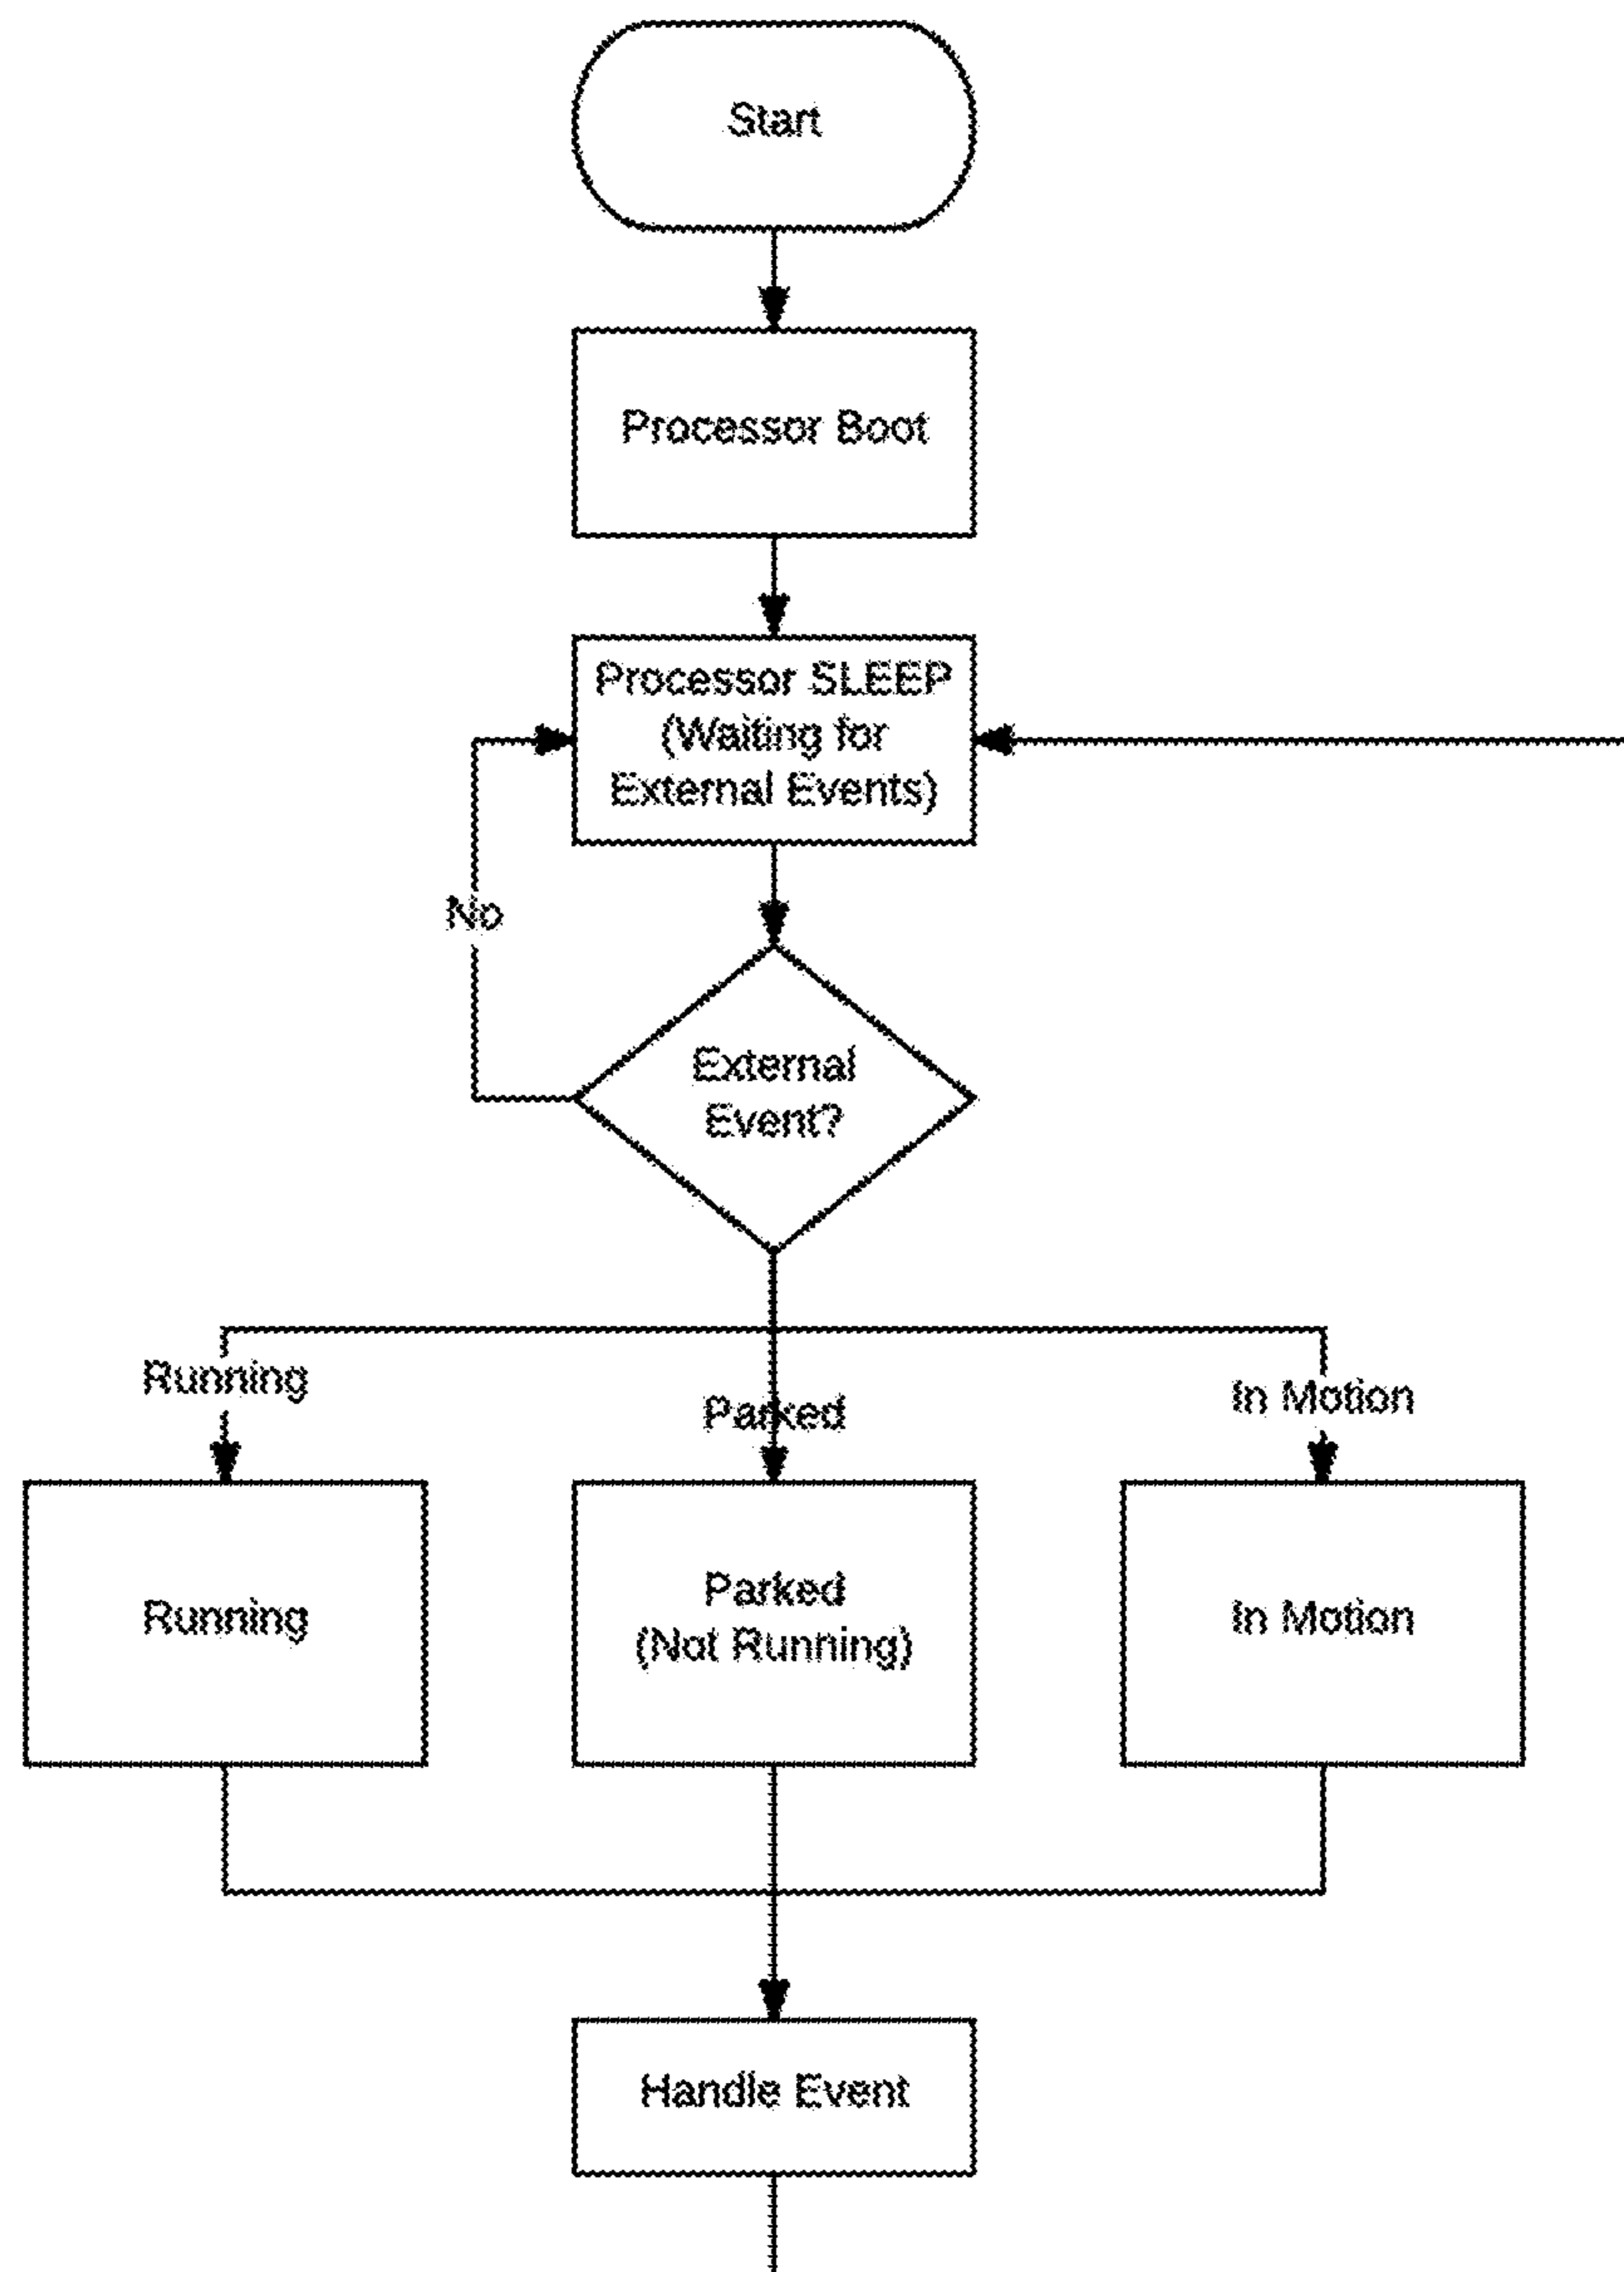 Start
Processor Boot
Processor SLEEP
(Waiting for
External Events)
No
External
Event?
Running
Parked
In Motion
Running
Parked
(Not Running)
In Motion
Handle Event